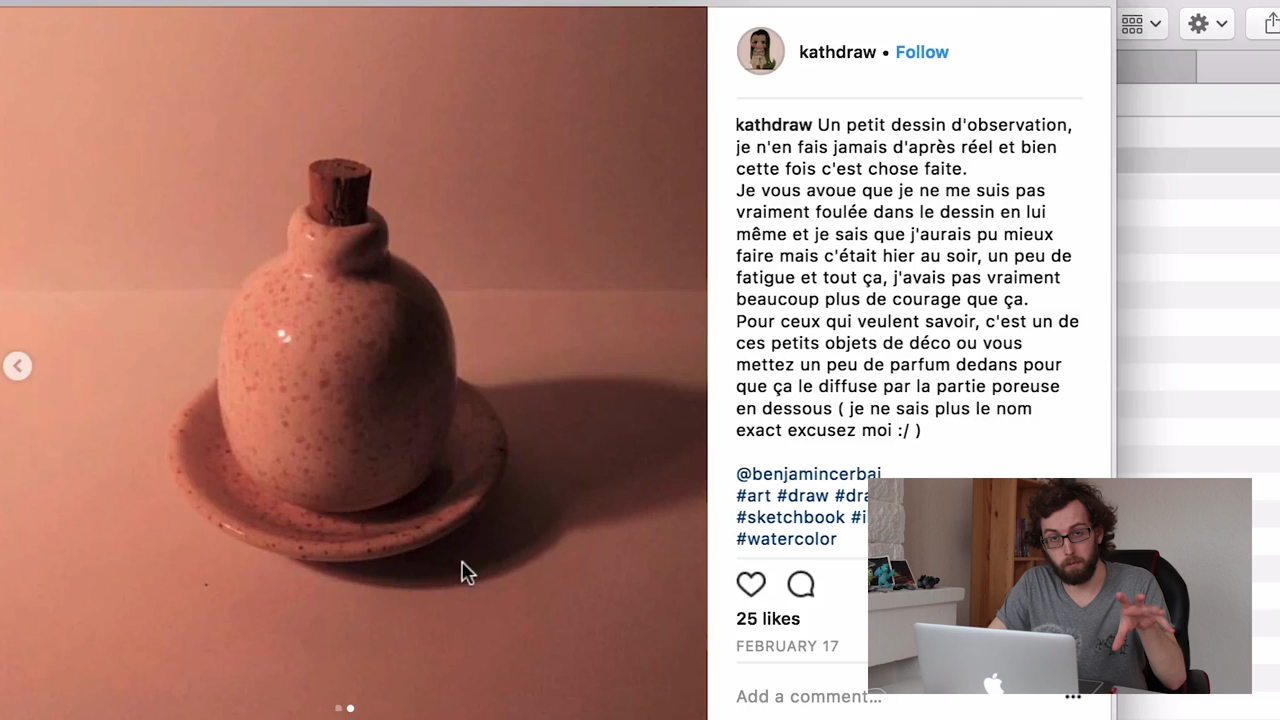 kathdraw • Follow
kathdraw Un petit dessin d'observation,
je n'en fais jamais d'après réel et bien
cette fois c'est chose faite.
Je vous avoue que je ne me suis pas
vraiment foulée dans le dessin en lui
même et je sais que j'aurais pu mieux
faire mais c'était hier au soir, un peu de
fatigue et tout ça, j'avais pas vraiment
beaucoup plus de courage que ça.
Pour ceux qui veulent savoir, c'est un de
ces petits objets de déco ou vous
mettez un peu de parfum dedans pour
que ça le diffuse par la partie poreuse
en dessous ( je ne sais plus le nom
exact excusez moi :/ )
@benjamincerbai
#art #draw #dra
#sketchbook #i
#watercolor
25 likes
FEBRUARY 17
Add a comment...